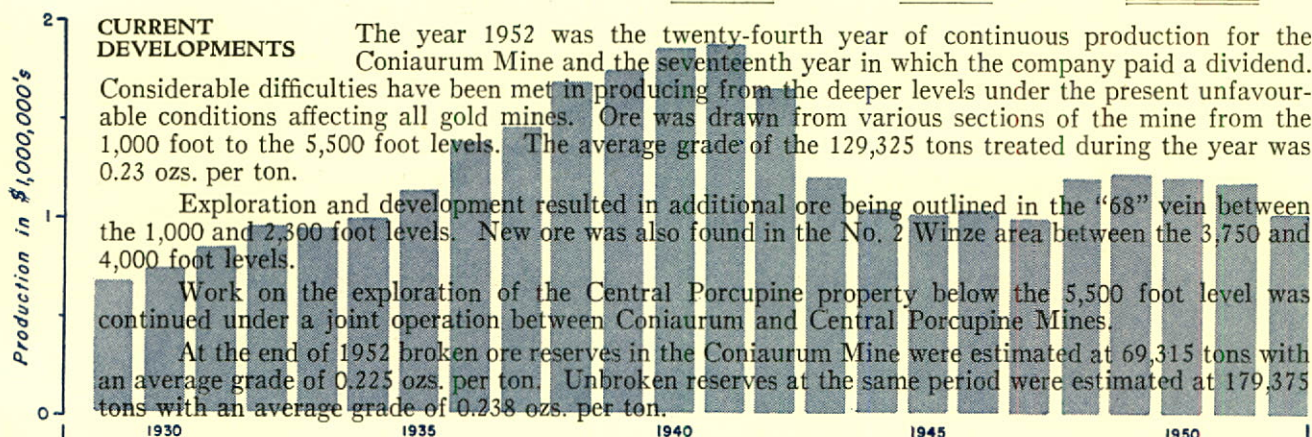 CURRENT
DEVELOPMENTS
The year 1952 was the twenty-fourth year of continuous production for the
Coniaurum Mine and the seventeenth year in which the company paid a dividend.
Considerable difficulties have been met in producing from the deeper levels under the present unfavour-
able conditions affecting all gold mines. Ore was drawn from various sections of the mine from the
1,000 foot to the 5,500 foot levels. The average grade of the 129,325 tons treated during the year was
0.23 ozs. per ton.
Exploration and development resulted in additional ore being outlined in the “68” vein between
the 1,000 and 2,300 foot levels. New ore was also found in the No. 2 Winze area between the 3,750 and
4,000 foot levels.
Work on the exploration of the Central Porcupine property below the 5,500 foot level was
continued under a joint operation between Coniaurum and Central Porcupine Mines.
At the end of 1952 broken ore reserves in the Coniaurum Mine were estimated at 69,315 tons with
an average grade of 0.225 ozs. per ton. Unbroken reserves at the same period were estimated at 179,375
tons with an average grade of 0.238 ozs. per ton.
Production in $1,000,000's
2
1
0
1930 1935 1940 1945 1950